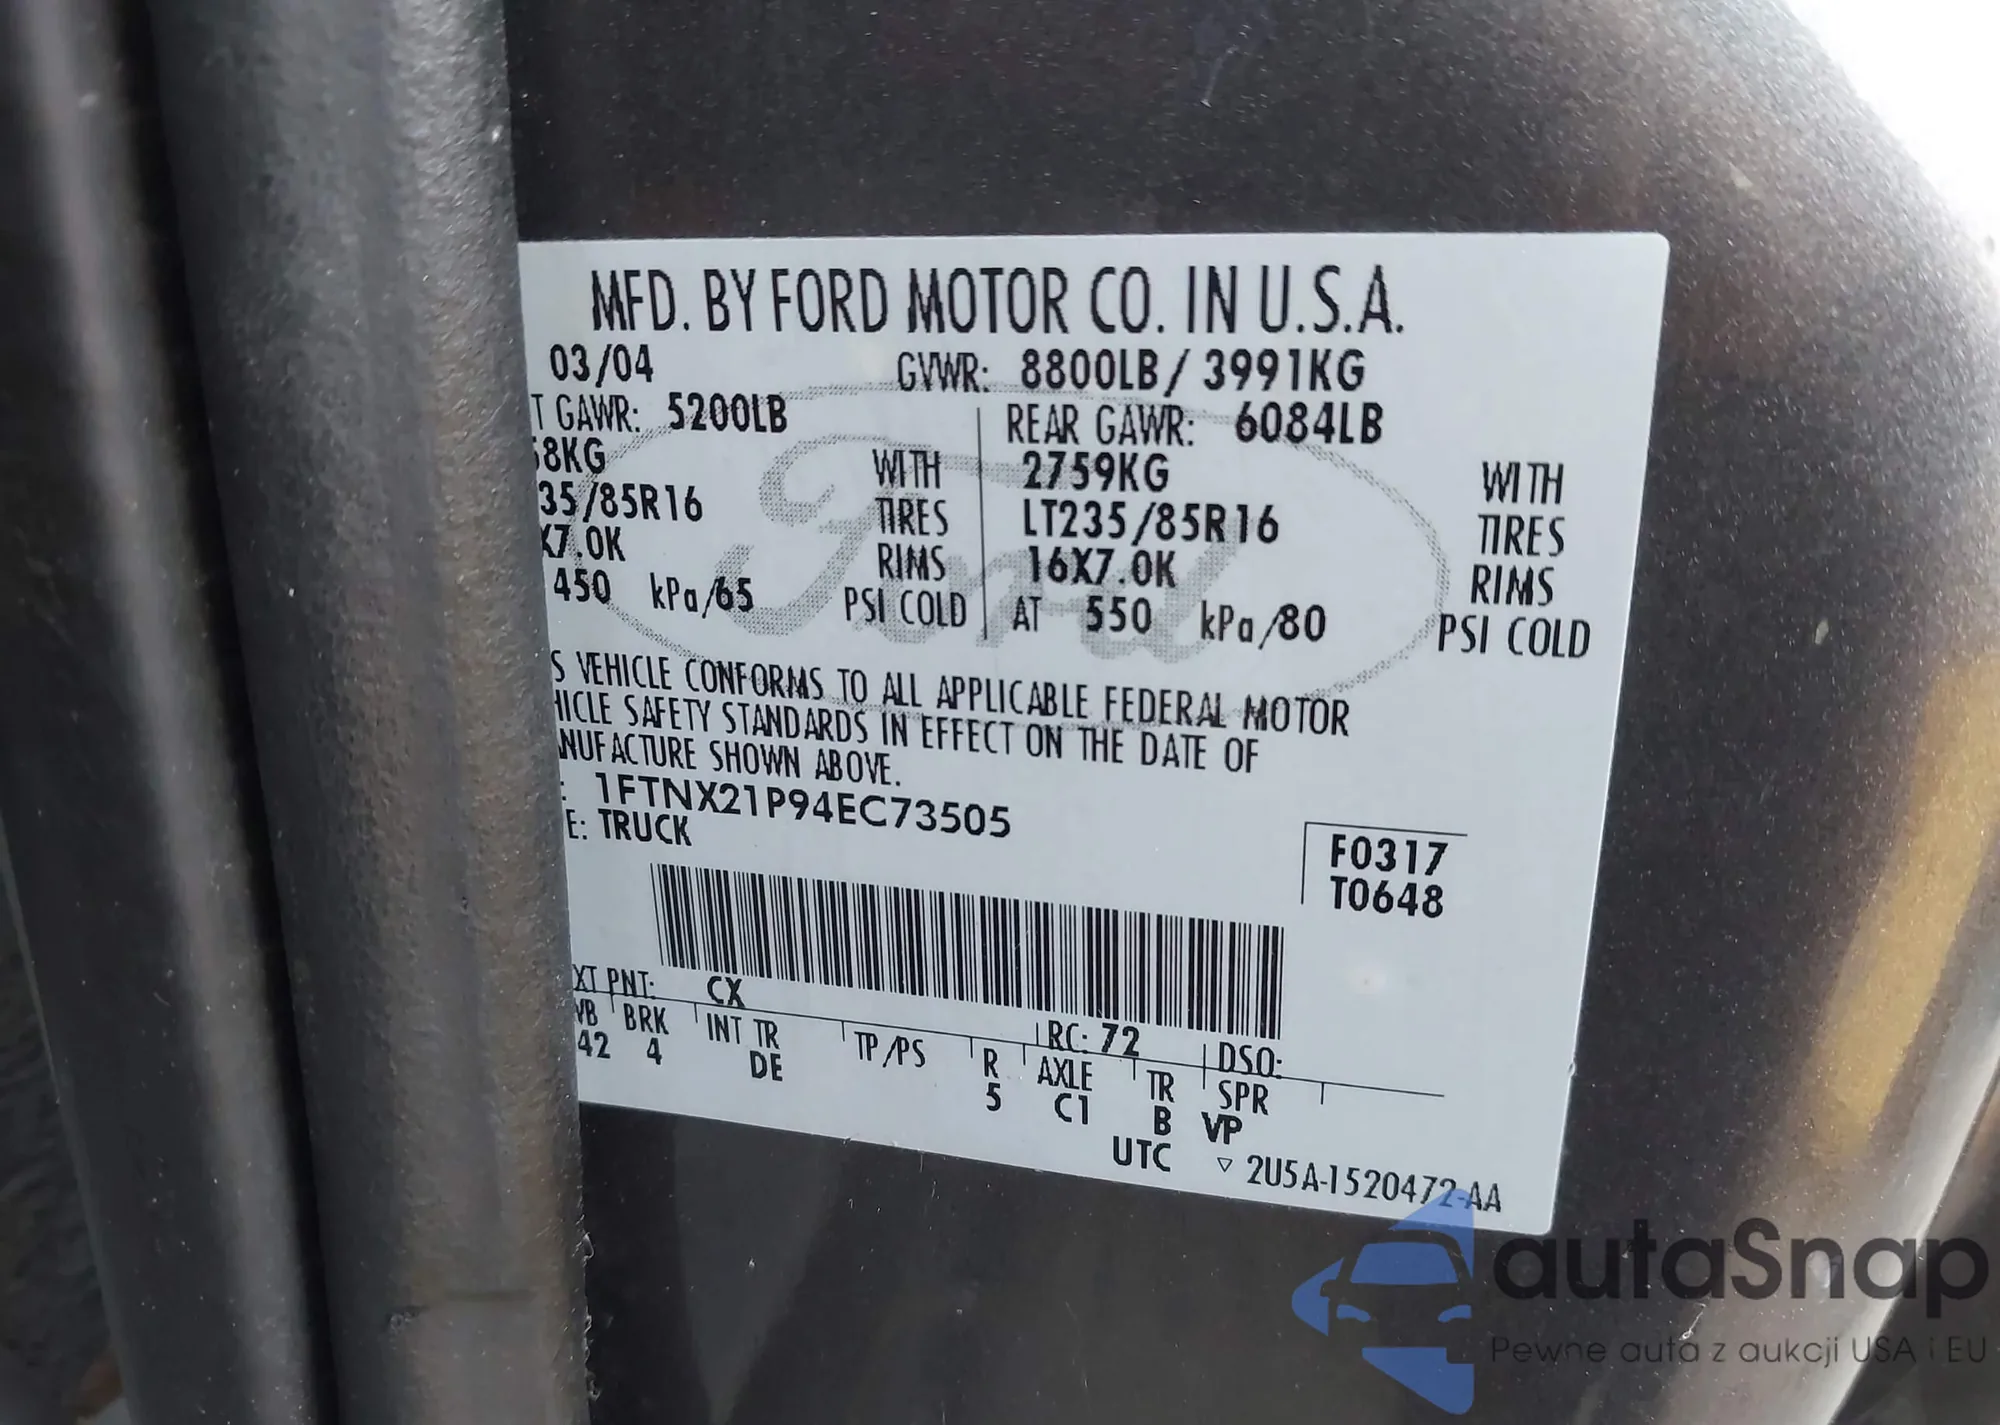 MFD. BY FORD MOTOR CO. IN U.S.A.
03/04 GVWR: 8800LB / 3991KG
T GAWR: 5200LB REAR GAWR: 6084LB
58KG WITH 2759KG WITH
35/85R16 TIRES LT235/85R16 TIRES
X7.0K RIMS 16X7.0K RIMS
450 kPa/65 PSI COLD AT 550 kPa/80 PSI COLD
S VEHICLE CONFORMS TO ALL APPLICABLE FEDERAL MOTOR
HICLE SAFETY STANDARDS IN EFFECT ON THE DATE OF
NUFACTURE SHOWN ABOVE.
: 1FTNX21P94EC73505
E: TRUCK
F0317
T0648
XT PNT: CX RC: 72 DSO:
WB BRK INT TR TP/PS R AXLE TR SPR
42 4 DE 5 C1 B VP
UTC ▽ 2U5A-1520472-AA
Ford
autaSnap
Pewne auta z aukcji USA i EU